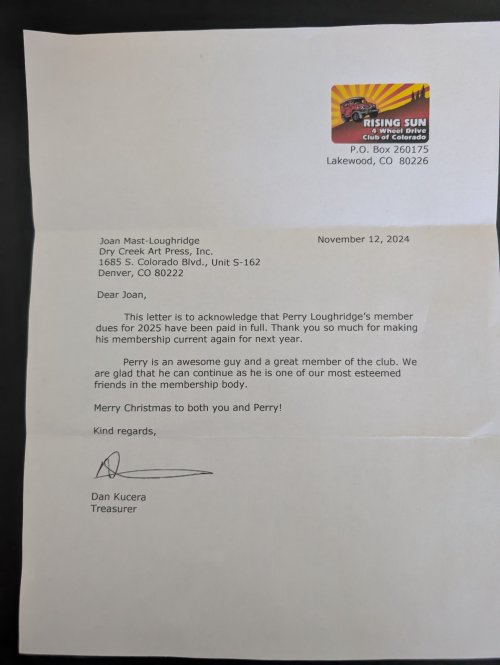 RISING SUN
4 Wheel Drive
Club of Colorado
P.O. Box 260175
Lakewood, CO 80226
Joan Mast-Loughridge
November 12, 2024
Dry Creek Art Press, Inc.
1685 S. Colorado Blvd., Unit S-162
Denver, CO 80222
Dear Joan,
This letter is to acknowledge that Perry Loughridge's member
dues for 2025 have been paid in full. Thank you so much for making
his membership current again for next year.
Perry is an awesome guy and a great member of the club. We
are glad that he can continue as he is one of our most esteemed
friends in the membership body.
Merry Christmas to both you and Perry!
Kind regards,
Dan Kucera
Treasurer